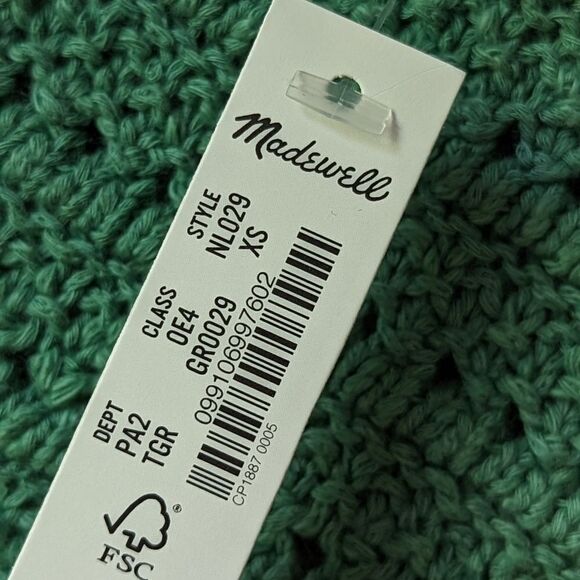 Madewell
STYLE
NL029
XS
CLASS
OE4
GR0029
DEPT
PA2
TGR
099106997602
CP1887 0005
®
FSC